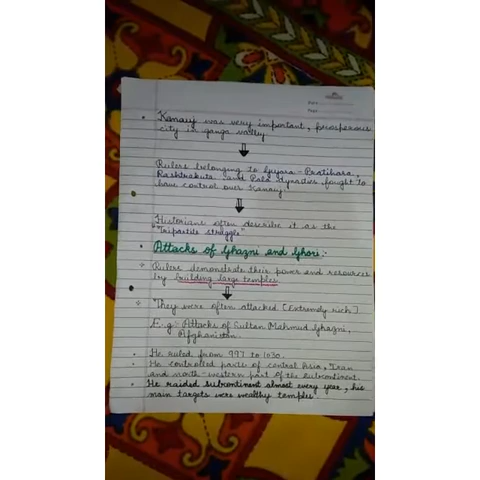 Date
Page
Kanauj was very important, prosperous
city in ganga valley
Rulers belonging to Gujara-Pratihara,
Rashtrakuta and Pala dynasties fought to
have control over Kanauj.
Historians often describe it as the
"Tripartite struggle"
Attacks of Ghazni and Ghori:-
Rulers demonstrate their power and resources
by building large temples
They were often attacked [Extremely rich]
E.g:- Attacks of Sultan Mahmud Ghazni,
Afghanistan.
He ruled from 997 to 1030.
He controlled parts of central Asia, Iran
and north-western part of the subcontinent.
He raided subcontinent almost every year, his
main targets were wealthy temples.